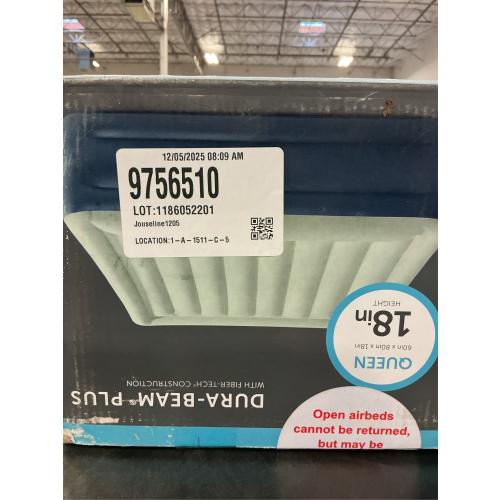 12/05/2025 08:09 AM
9756510
LOT:1186052201
Jouseline1205
LOCATION:1-A-1511-C-5
QUEEN
60in x 80in x 18in
18in
HEIGHT
DURA-BEAM® PLUS
WITH FIBER-TECH™ CONSTRUCTION
Open airbeds
cannot be returned,
but may be